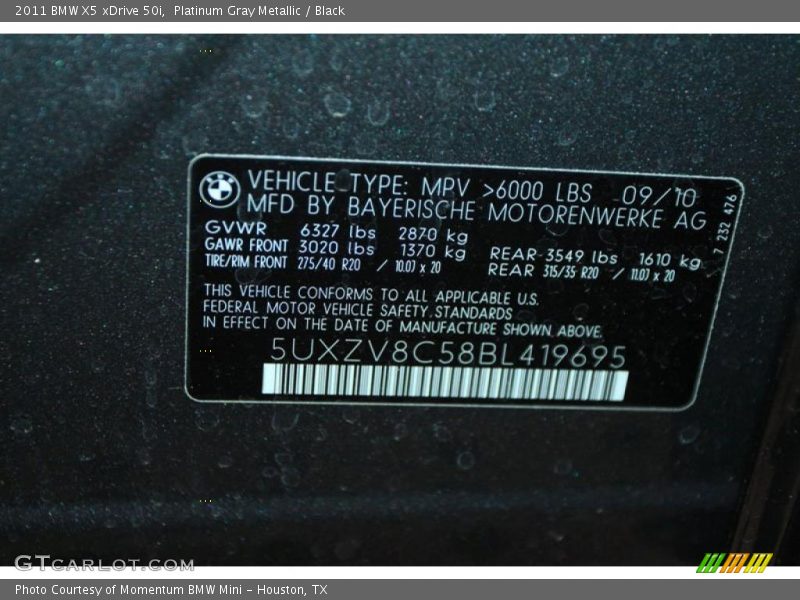 2011 BMW X5 xDrive 50i, Platinum Gray Metallic / Black
BMW
VEHICLE TYPE: MPV >6000 LBS 09/10
MFD BY BAYERISCHE MOTORENWERKE AG
GVWR 6327 lbs 2870 kg
GAWR FRONT 3020 lbs 1370 kg REAR 3549 lbs 1610 kg
TIRE/RIM FRONT 275/40 R20 / 10.0J x 20 REAR 315/35 R20 / 11.0J x 20
7 232 476
THIS VEHICLE CONFORMS TO ALL APPLICABLE U.S.
FEDERAL MOTOR VEHICLE SAFETY STANDARDS
IN EFFECT ON THE DATE OF MANUFACTURE SHOWN ABOVE.
5UXZV8C58BL419695
GTcarlot.com
Photo Courtesy of Momentum BMW Mini - Houston, TX